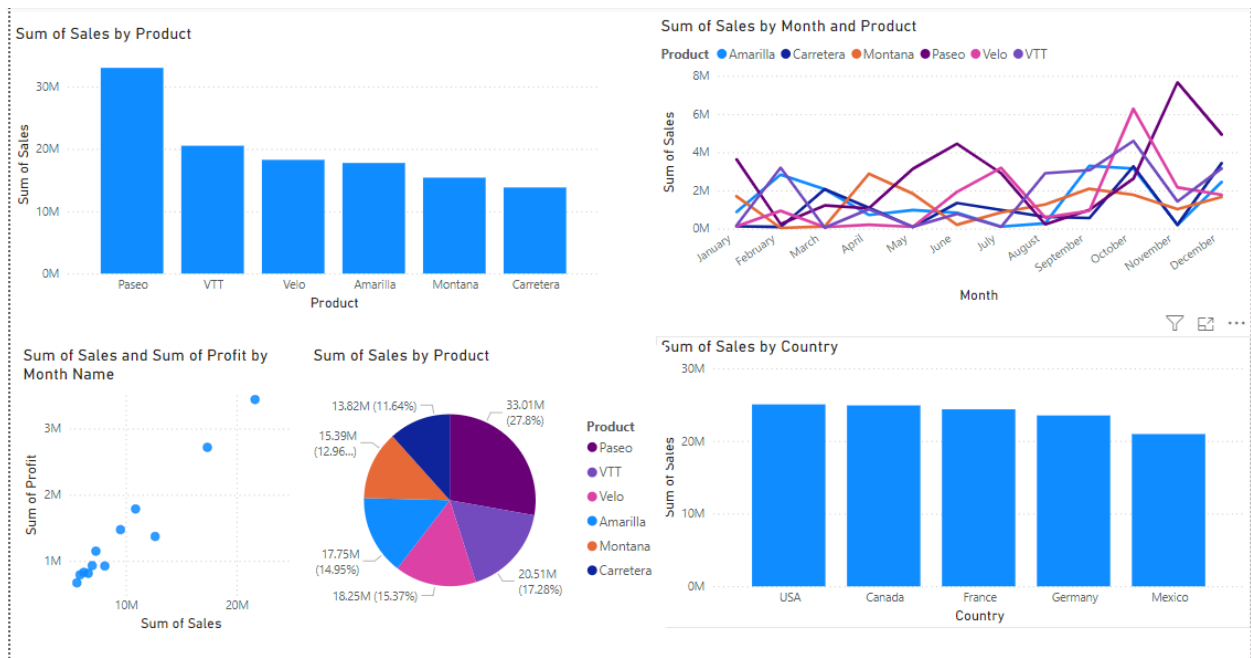 Sum of Sales by Product
30M
20M
10M
0M
Sum of Sales
Paseo
VTT
Velo
Amarilla
Montana
Carretera
Product
Sum of Sales by Month and Product
Product Amarilla Carretera Montana Paseo Velo VTT
8M
6M
4M
2M
0M
Sum of Sales
January
February
March
April
May
June
July
August
September
October
November
December
Month
Sum of Sales and Sum of Profit by
Month Name
3M
2M
1M
Sum of Profit
10M
20M
Sum of Sales
Sum of Sales by Product
33.01M
(27.8%)
20.51M
(17.28%)
18.25M (15.37%)
17.75M
(14.95%)
15.39M
(12.96...)
13.82M (11.64%)
Product
Paseo
VTT
Velo
Amarilla
Montana
Carretera
Sum of Sales by Country
30M
20M
10M
0M
Sum of Sales
USA
Canada
France
Germany
Mexico
Country